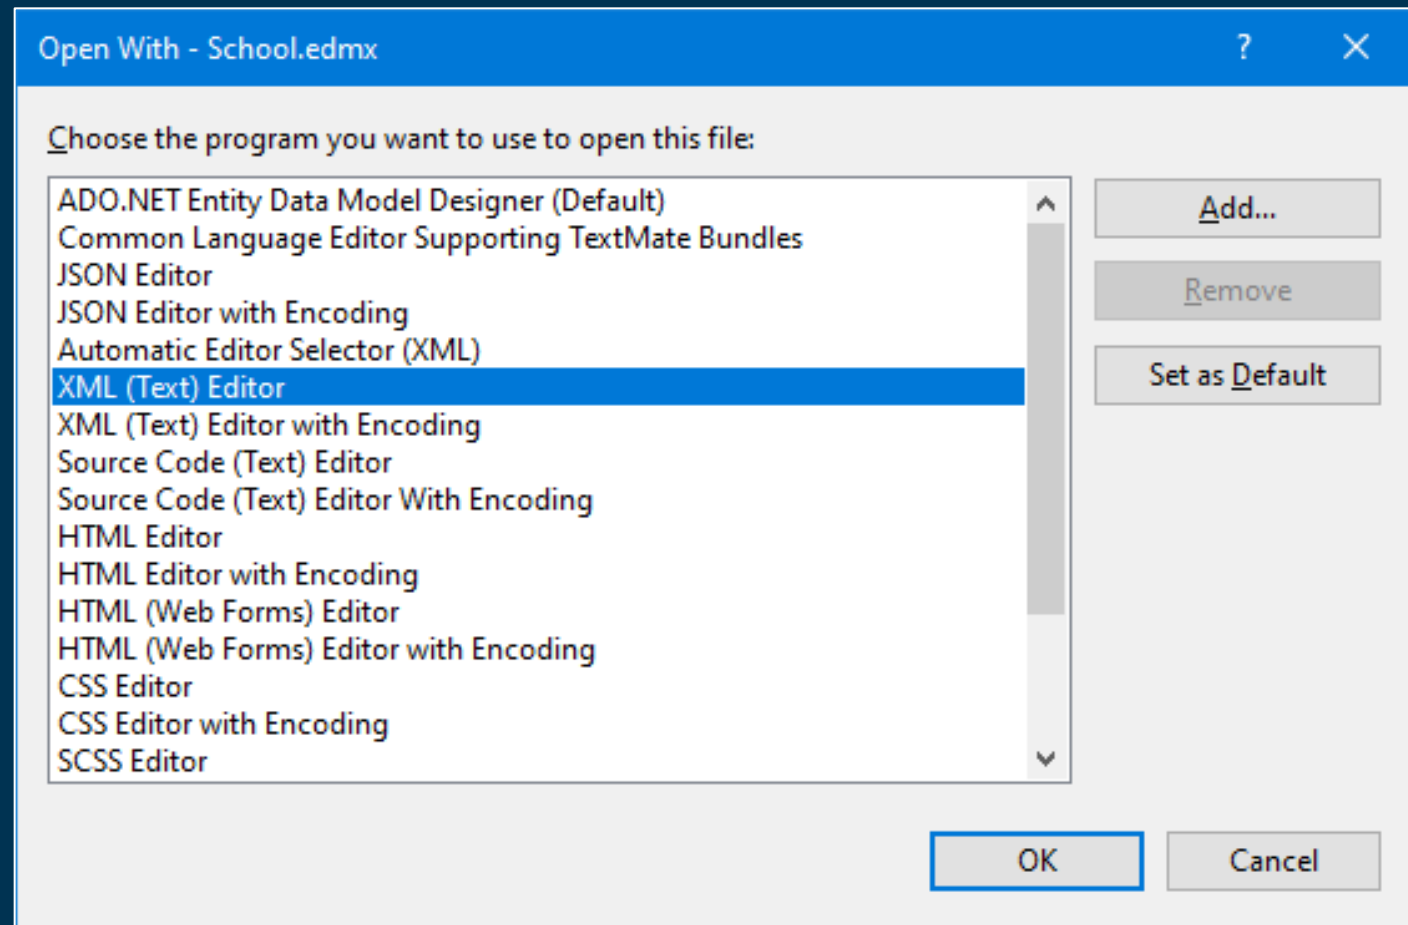 Open With - School.edmx
?
Choose the program you want to use to open this file:
ADO.NET Entity Data Model Designer (Default)
Common Language Editor Supporting TextMate Bundles
JSON Editor
JSON Editor with Encoding
Automatic Editor Selector (XML)
XML (Text) Editor
XML (Text) Editor with Encoding
Source Code (Text) Editor
Source Code (Text) Editor With Encoding
HTML Editor
HTML Editor with Encoding
HTML (Web Forms) Editor
HTML (Web Forms) Editor with Encoding
CSS Editor
CSS Editor with Encoding
SCSS Editor
Add...
Remove
Set as Default
OK
Cancel